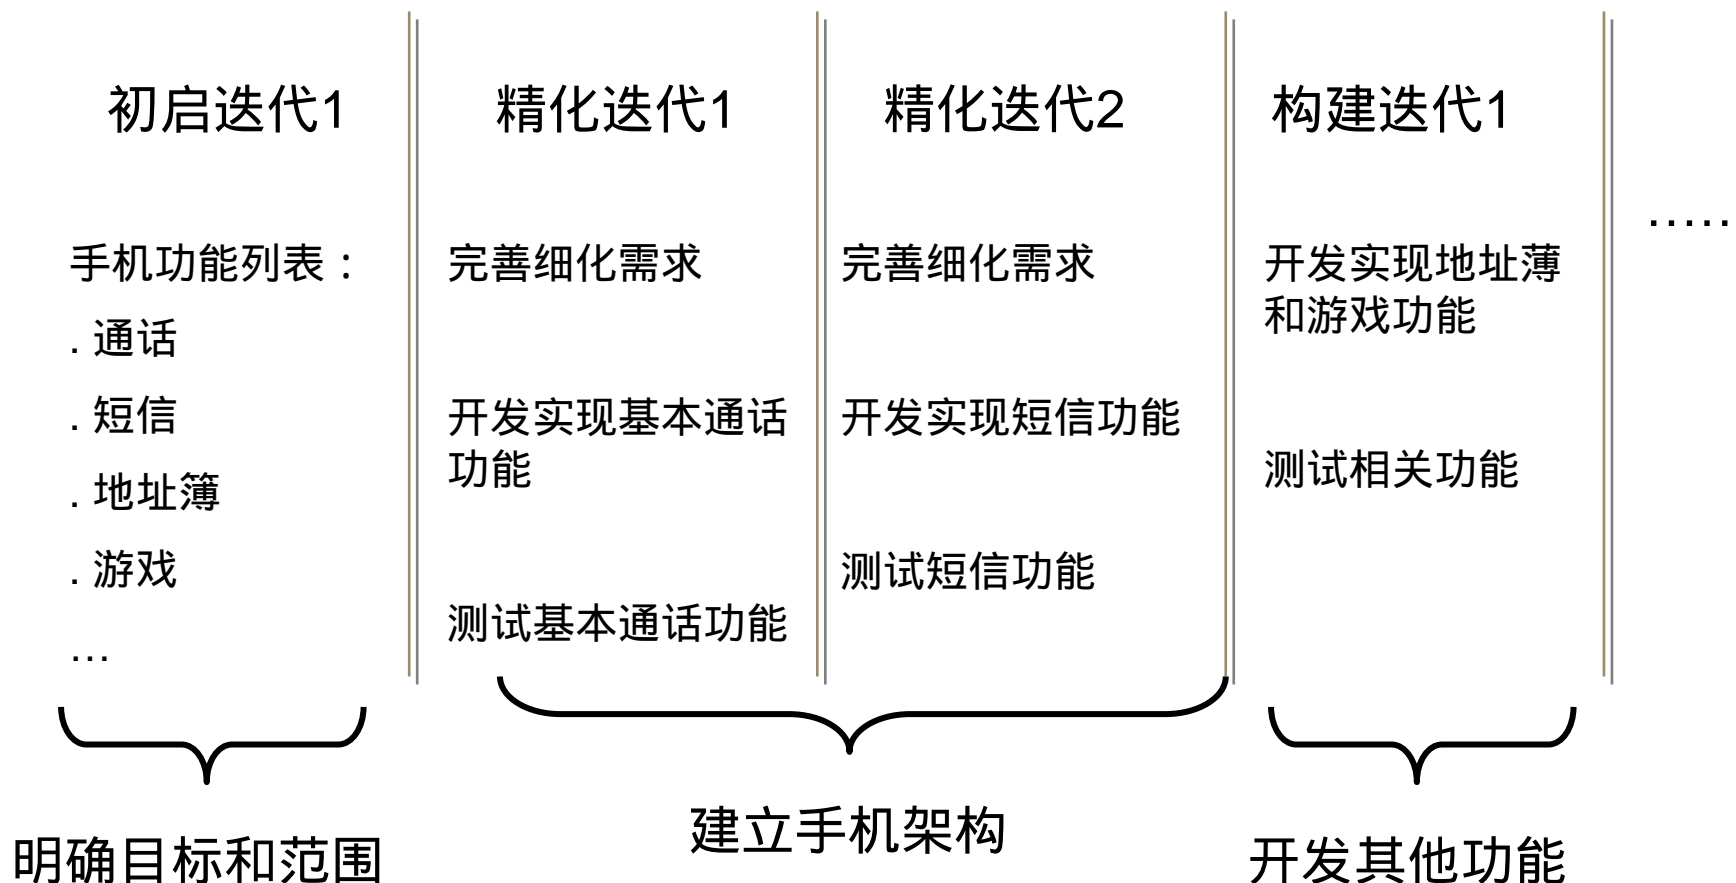 初启迭代1
手机功能列表：
. 通话
. 短信
. 地址簿
. 游戏
…
明确目标和范围
精化迭代1
完善细化需求
开发实现基本通话
功能
测试基本通话功能
精化迭代2
完善细化需求
开发实现短信功能
测试短信功能
建立手机架构
构建迭代1
开发实现地址薄
和游戏功能
测试相关功能
开发其他功能
.....